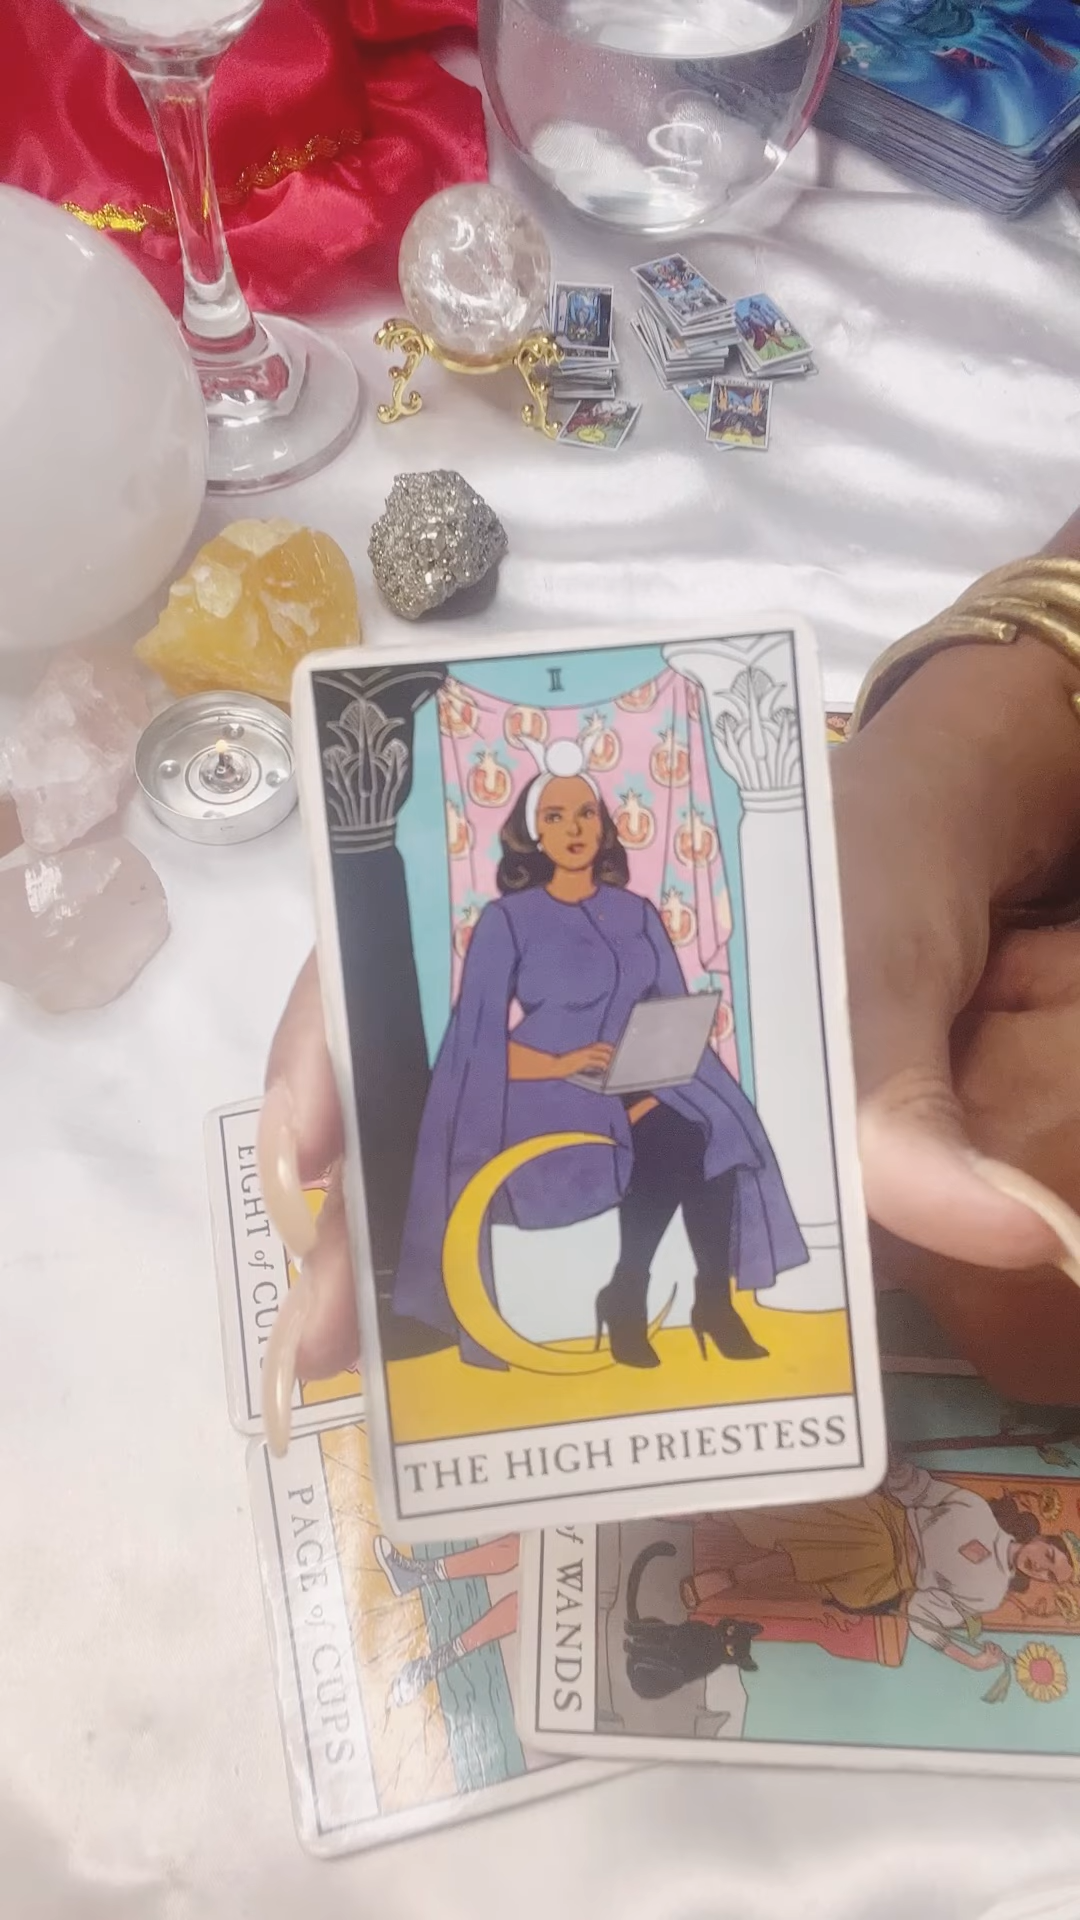 II
THE HIGH PRIESTESS
EIGHT of CUPS
PAGE of CUPS
of WANDS